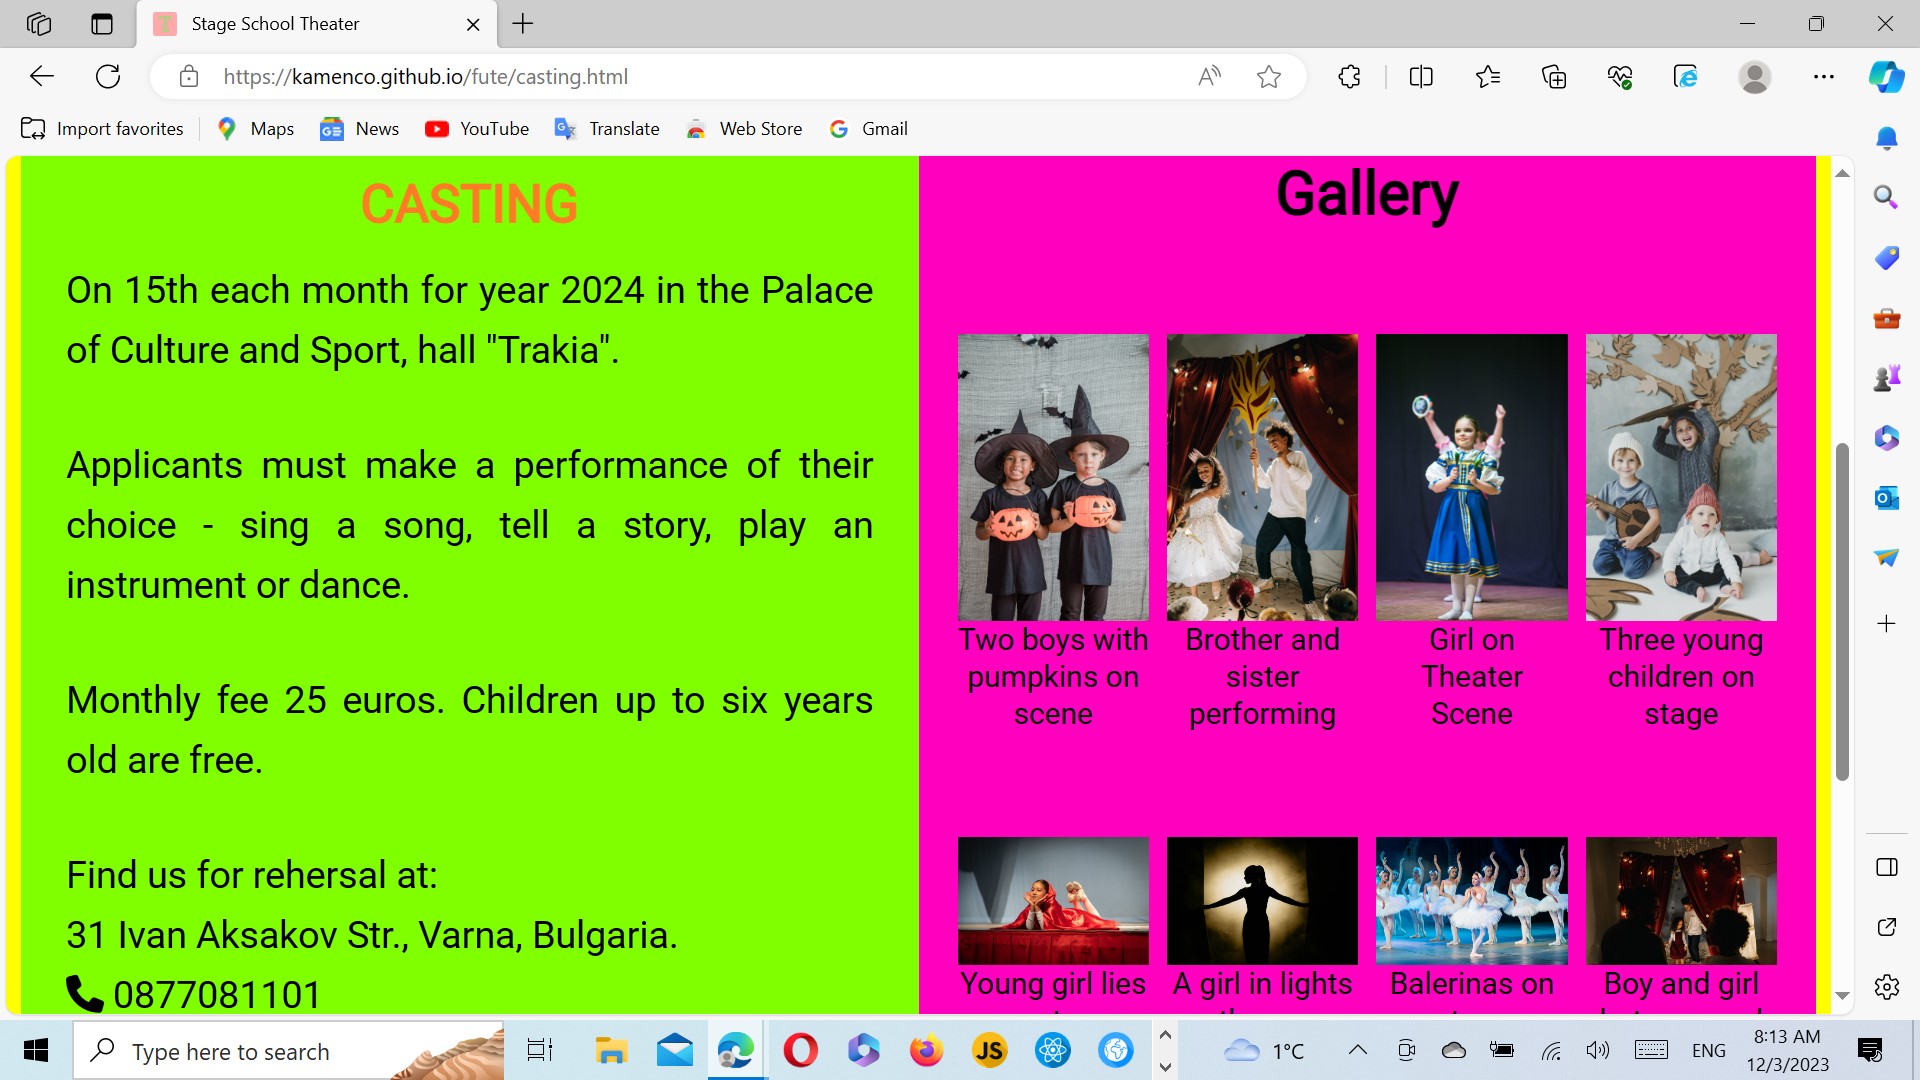 Stage School Theater
https://kamenco.github.io/fute/casting.html
Import favorites
Maps
News
YouTube
Translate
Web Store
Gmail
CASTING
On 15th each month for year 2024 in the Palace
of Culture and Sport, hall "Trakia".
Applicants must make a performance of their
choice - sing a song, tell a story, play an
instrument or dance.
Monthly fee 25 euros. Children up to six years
old are free.
Find us for rehersal at:
31 Ivan Aksakov Str., Varna, Bulgaria.
0877081101
Gallery
Two boys with
pumpkins on
scene
Brother and
sister
performing
Girl on
Theater
Scene
Three young
children on
stage
Young girl lies
A girl in lights
Balerinas on
Boy and girl
Type here to search
JS
1°C
ENG
8:13 AM
12/3/2023